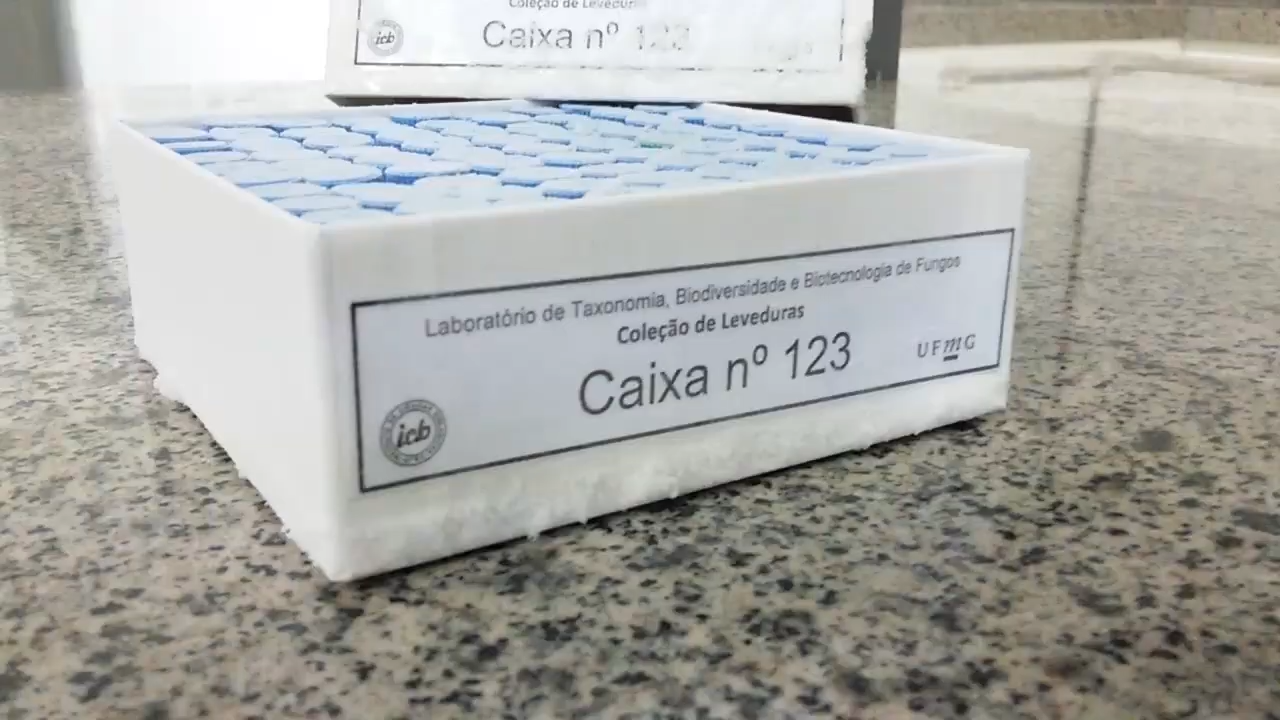 Coleção de Leveduras
icb
Caixa nº 123
Laboratório de Taxonomia, Biodiversidade e Biotecnologia de Fungos
Coleção de Leveduras
Caixa nº 123
UFmG
icb